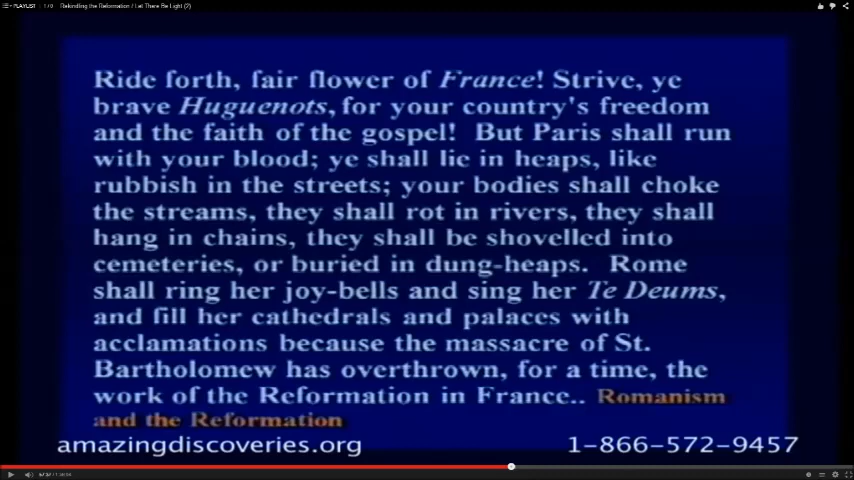 PLAYLIST
Rekindling the Reformation / Let There Be Light (2)
Ride forth, fair flower of France! Strive, ye
brave Huguenots, for your country's freedom
and the faith of the gospel! But Paris shall run
with your blood; ye shall lie in heaps, like
rubbish in the streets; your bodies shall choke
the streams, they shall rot in rivers, they shall
hang in chains, they shall be shovelled into
cemeteries, or buried in dung-heaps. Rome
shall ring her joy-bells and sing her Te Deums,
and fill her cathedrals and palaces with
acclamations because the massacre of St.
Bartholomew has overthrown, for a time, the
work of the Reformation in France.. Romanism
and the Reformation
amazingdiscoveries.org 1-866-572-9457